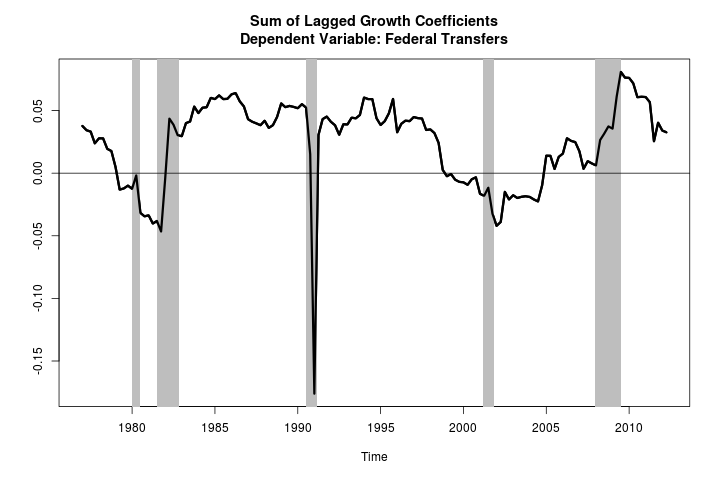 Sum of Lagged Growth Coefficients
Dependent Variable: Federal Transfers
0.05
0.00
-0.05
-0.10
-0.15
1980 1985 1990 1995 2000 2005 2010
Time